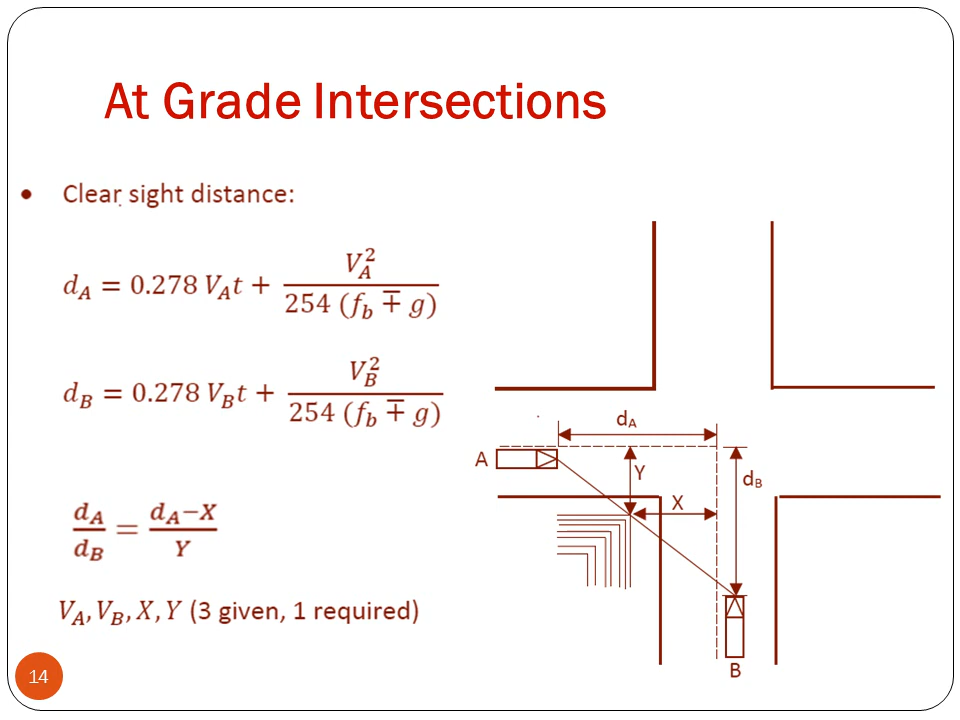 At Grade Intersections
• Clear sight distance:
d_A = 0.278 V_A t + V_A^2 / 254 (f_b ∓ g)
d_B = 0.278 V_B t + V_B^2 / 254 (f_b ∓ g)
d_A / d_B = d_A−X / Y
V_A, V_B, X, Y (3 given, 1 required)
d_A
A
Y
d_B
X
B
14